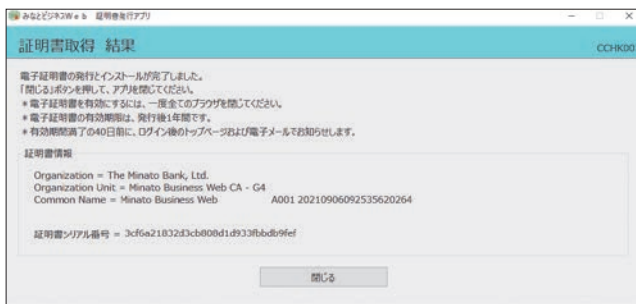 みなとビジネスWeb 証明書発行アプリ
証明書取得 結果
CCHK00
電子証明書の発行とインストールが完了しました。
「閉じる」ボタンを押して、アプリを閉じてください。
*電子証明書を有効にするには、一度全てのブラウザを閉じてください。
*電子証明書の有効期限は、発行後1年間です。
*有効期間満了の40日前に、ログイン後のトップページおよび電子メールでお知らせします。
証明書情報
Organization = The Minato Bank, Ltd.
Organization Unit = Minato Business Web CA - G4
Common Name = Minato Business Web A001 20210906092535620264
証明書シリアル番号 = 3cf6a21832d3cb808d1d933fbbdb9fef
閉じる